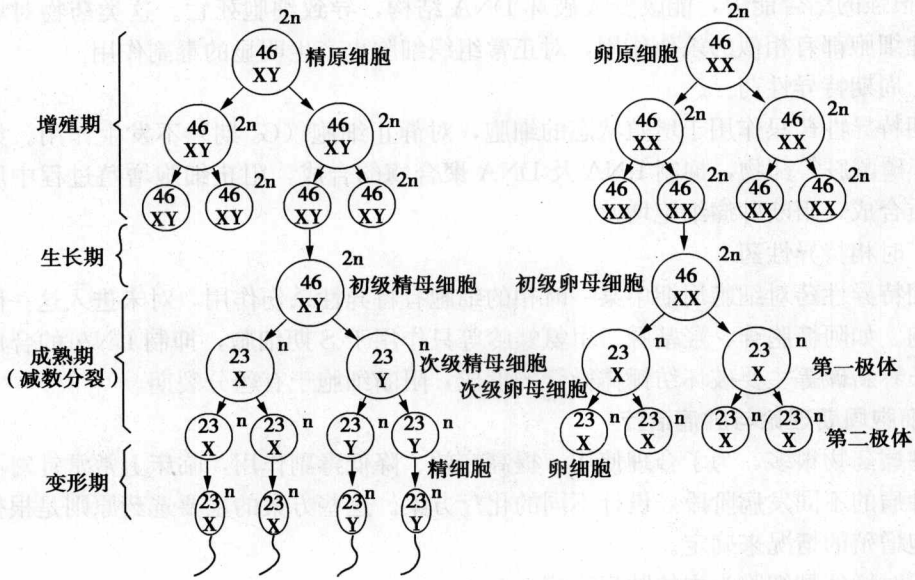 2n
46
XY
精原细胞
2n
46
XX
卵原细胞
增殖期
46
XY
2n
46
XY
2n
46
XX
2n
46
XX
2n
46
XY
46
XY
2n
46
XY
46
XY
2n
46
XX
46
XX
2n
46
XX
46
XX
2n
生长期
46
XY
2n
初级精母细胞
初级卵母细胞
46
XX
2n
成熟期
(减数分裂)
23
n
23
n
次级精母细胞
次级卵母细胞
23
n
23
X
n
第一极体
23
X
n
23
X
n
23
n
23
Y
n
23
X
n
23
X
n
23
X
n
23
X
n
第二极体
精细胞
卵细胞
变形期
23
X
n
23
X
n
23
Y
n
23
Y
n